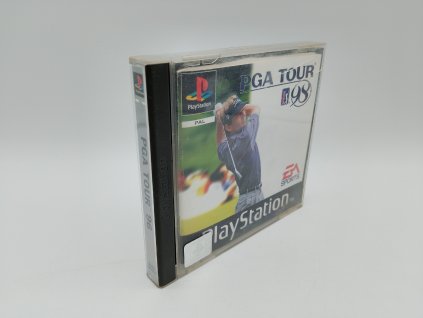 PGA TOUR 98
PlayStation
PAL
PGA TOUR
98
EA
SPORTS
PlayStation